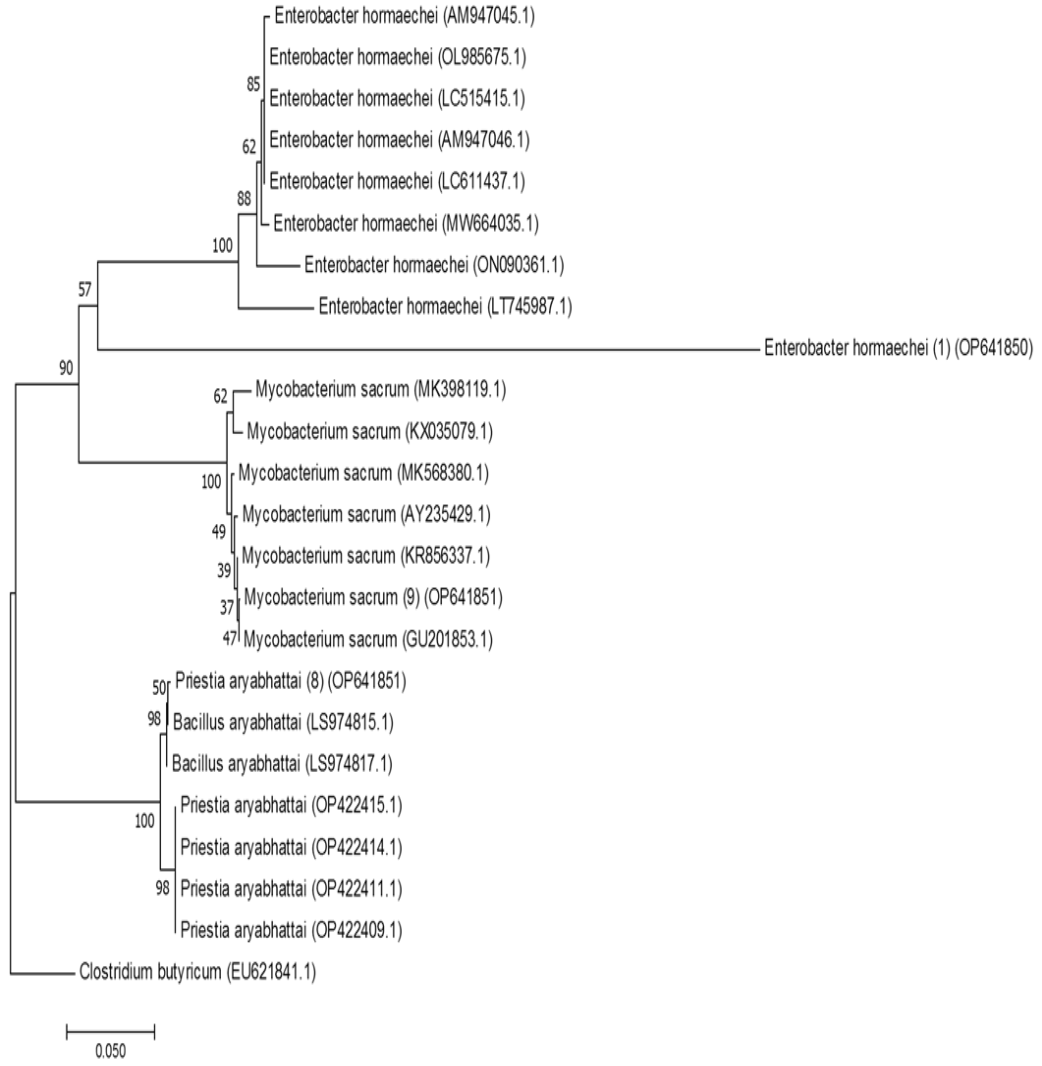 Enterobacter hormaechei (AM947045.1)
Enterobacter hormaechei (OL985675.1)
85
Enterobacter hormaechei (LC515415.1)
Enterobacter hormaechei (AM947046.1)
62
Enterobacter hormaechei (LC611437.1)
88
Enterobacter hormaechei (MW664035.1)
100
Enterobacter hormaechei (ON090361.1)
57
Enterobacter hormaechei (LT745987.1)
Enterobacter hormaechei (1) (OP641850)
90
Mycobacterium sacrum (MK398119.1)
62
Mycobacterium sacrum (KX035079.1)
Mycobacterium sacrum (MK568380.1)
100
Mycobacterium sacrum (AY235429.1)
49
Mycobacterium sacrum (KR856337.1)
39
Mycobacterium sacrum (9) (OP641851)
37
47 Mycobacterium sacrum (GU201853.1)
50 Priestia aryabhattai (8) (OP641851)
98 Bacillus aryabhattai (LS974815.1)
Bacillus aryabhattai (LS974817.1)
Priestia aryabhattai (OP422415.1)
100
Priestia aryabhattai (OP422414.1)
98 Priestia aryabhattai (OP422411.1)
Priestia aryabhattai (OP422409.1)
Clostridium butyricum (EU621841.1)
0.050